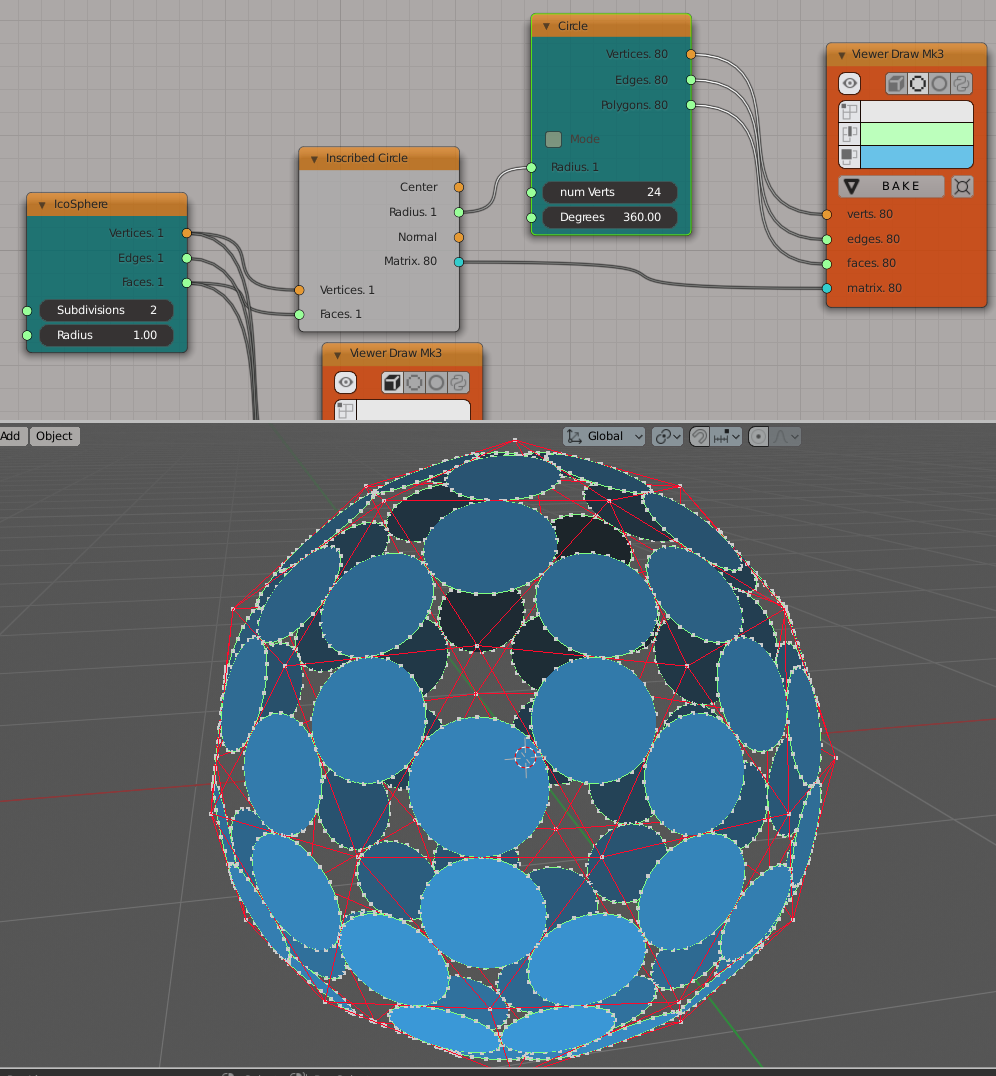 Circle
Vertices. 80
Edges. 80
Polygons. 80
Mode
Radius. 1
num Verts 24
Degrees 360.00
Viewer Draw Mk3
BAKE
verts. 80
edges. 80
faces. 80
matrix. 80
Inscribed Circle
Center
Radius. 1
Normal
Matrix. 80
Vertices. 1
Faces. 1
IcoSphere
Vertices. 1
Edges. 1
Faces. 1
Subdivisions 2
Radius 1.00
Viewer Draw Mk3
Add Object Global